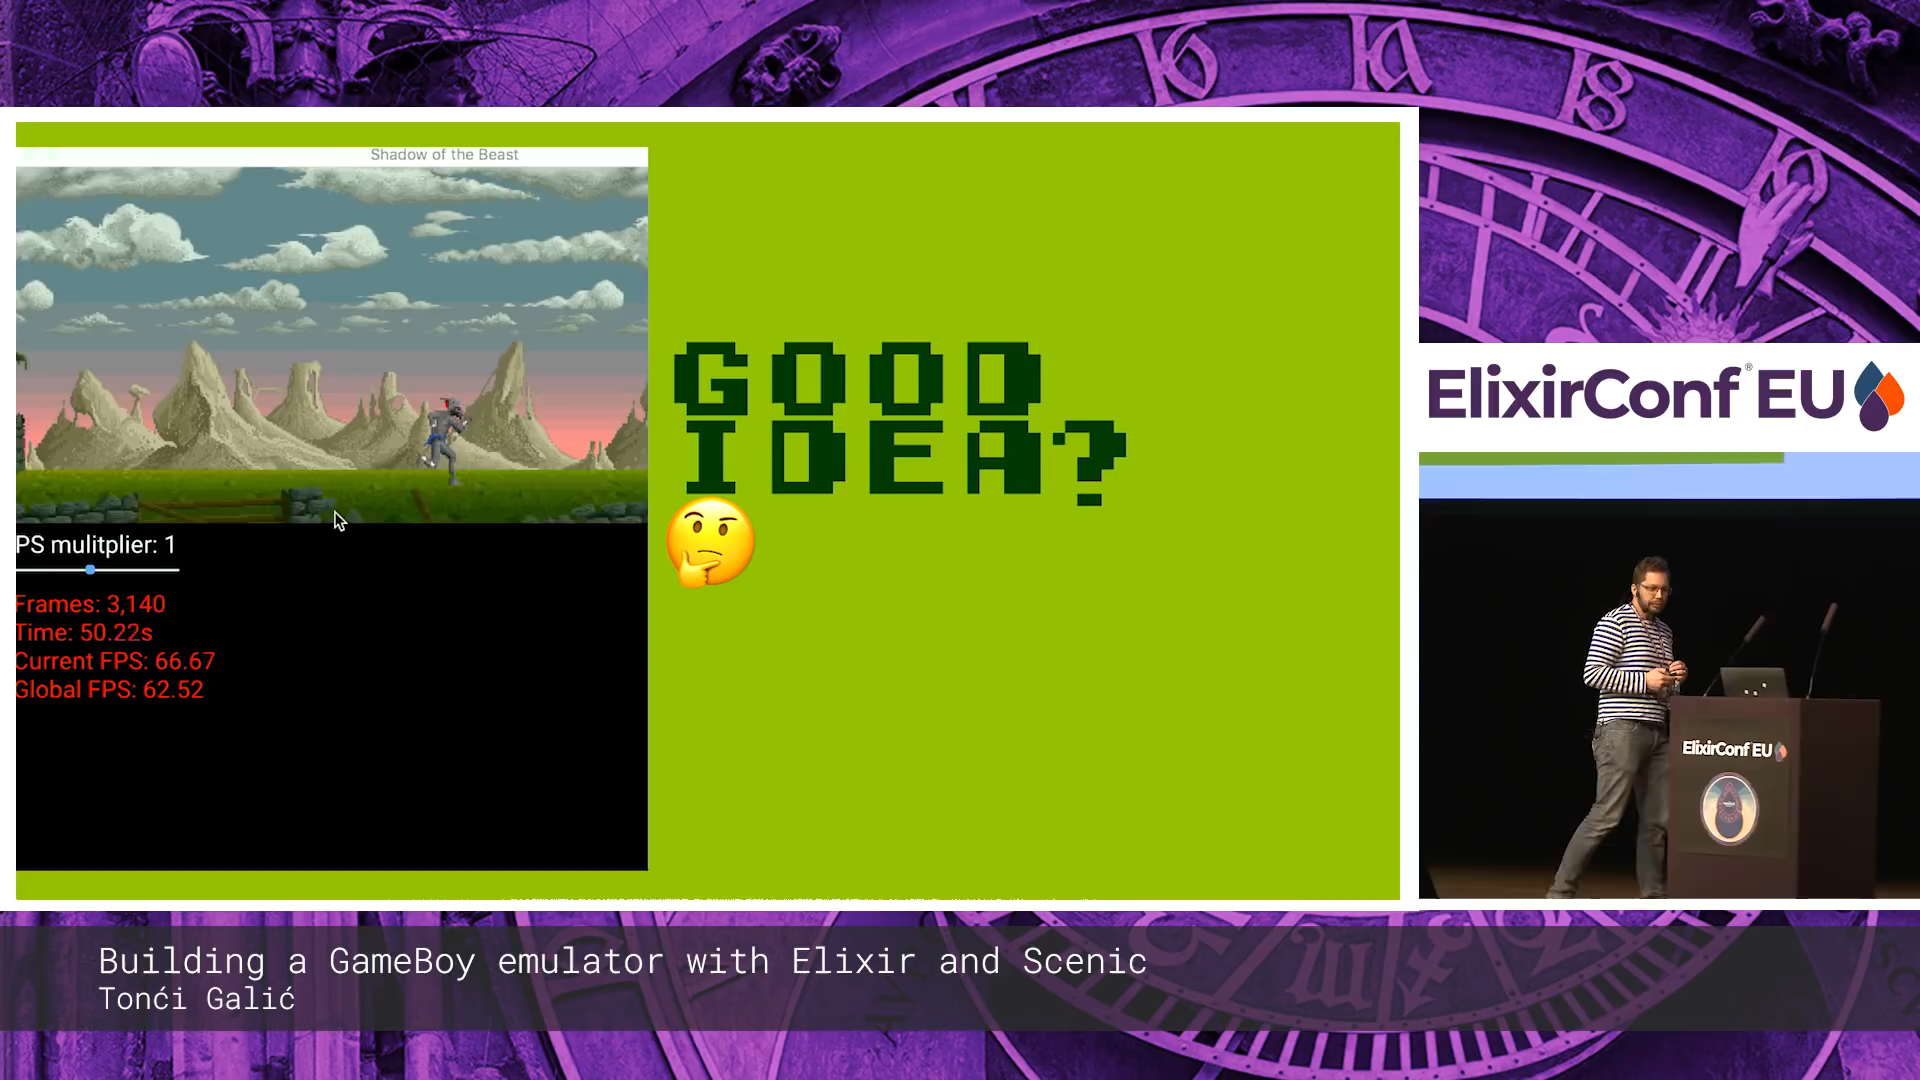 Shadow of the Beast
GOOD
IDEA?
PS mulitplier: 1
Frames: 3,140
Time: 50.22s
Current FPS: 66.67
Global FPS: 62.52
ElixirConf® EU
ElixirConf EU
Building a GameBoy emulator with Elixir and Scenic
Tonći Galić